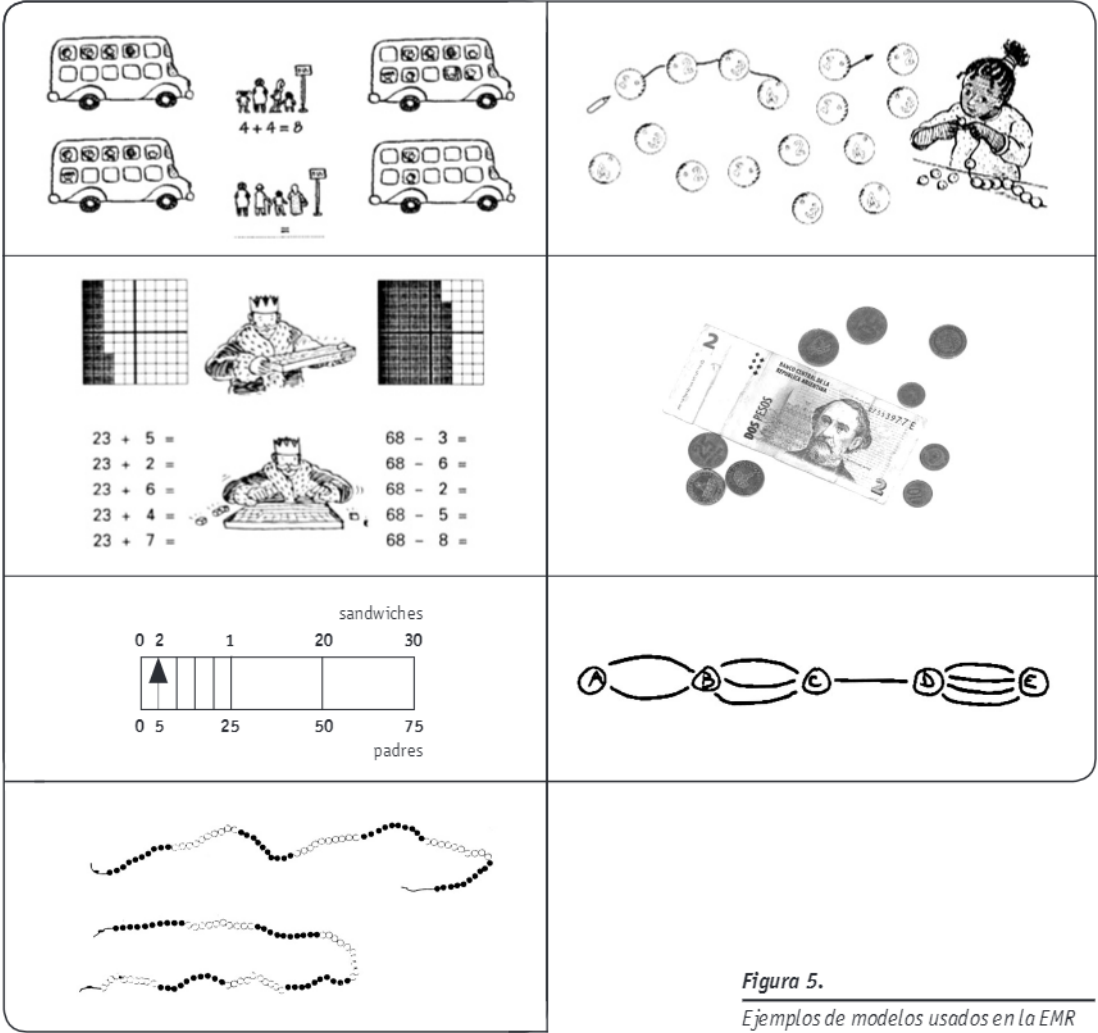 4 + 4 = 8
=
23 + 5 =
23 + 2 =
23 + 6 =
23 + 4 =
23 + 7 =
68 - 3 =
68 - 6 =
68 - 2 =
68 - 5 =
68 - 8 =
2
BANCO CENTRAL DE LA
REPUBLICA ARGENTINA
DOS PESOS
2
sandwiches
0 2 1 20 30
0 5 25 50 75
padres
A B C D E
Figura 5.
Ejemplos de modelos usados en la EMR